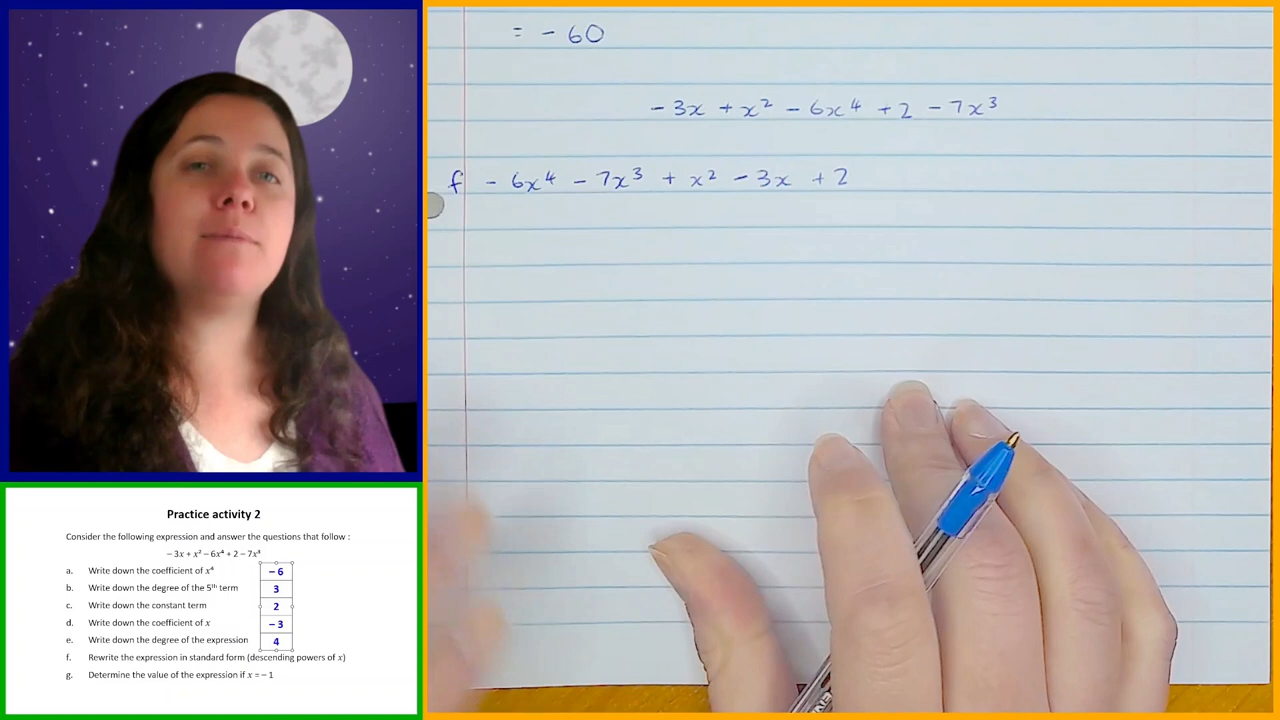 = - 60
- 3x + x² - 6x⁴ + 2 - 7x³
f - 6x⁴ - 7x³ + x² - 3x + 2
Practice activity 2
Consider the following expression and answer the questions that follow :
− 3x + x² − 6x⁴ + 2 − 7x³
a. Write down the coefficient of x⁴ − 6
b. Write down the degree of the 5ᵗʰ term 3
c. Write down the constant term 2
d. Write down the coefficient of x − 3
e. Write down the degree of the expression 4
f. Rewrite the expression in standard form (descending powers of x)
g. Determine the value of the expression if x = − 1